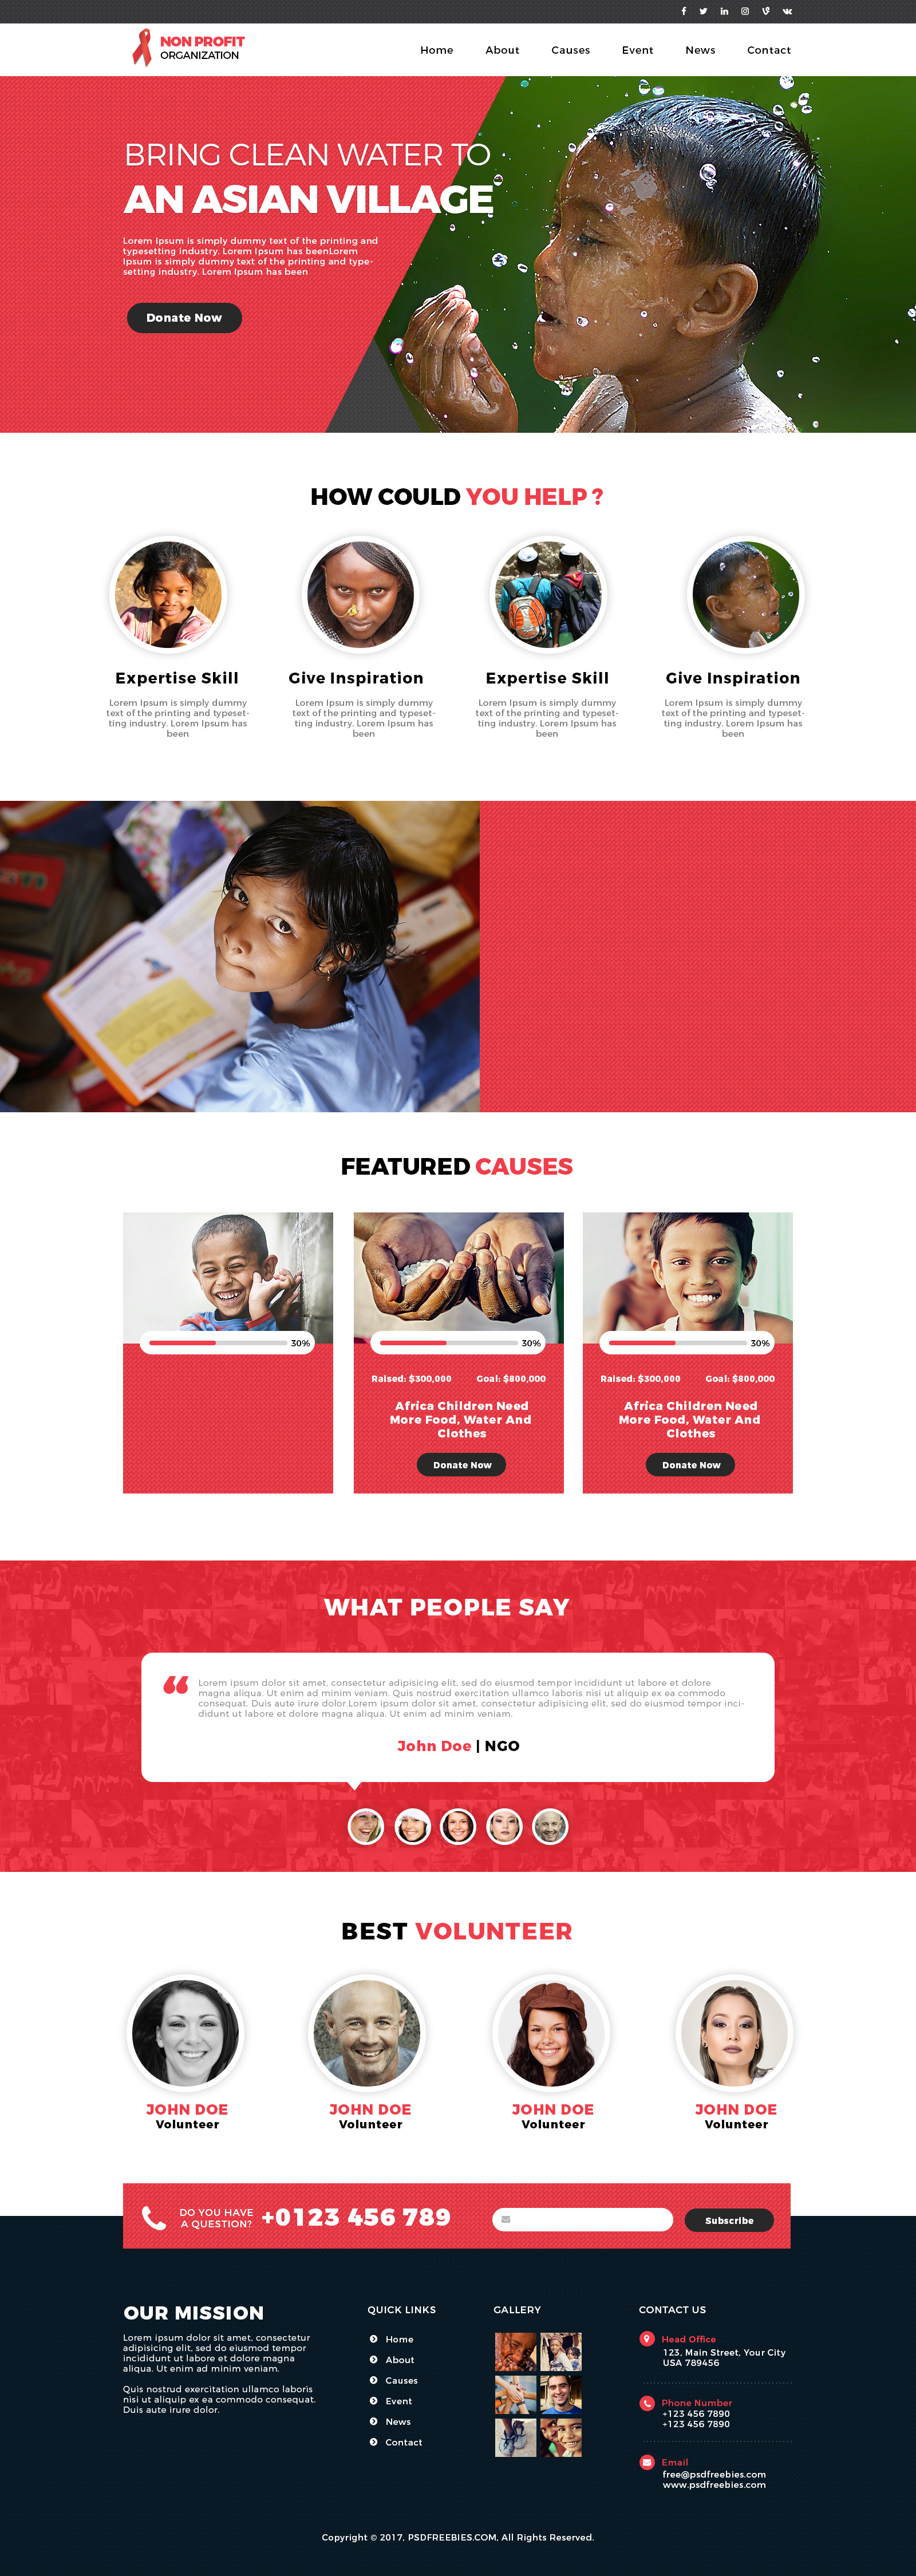 NON PROFIT
ORGANIZATION
Home About Causes Event News Contact
BRING CLEAN WATER TO
AN ASIAN VILLAGE
Lorem Ipsum is simply dummy text of the printing and
typesetting industry. Lorem Ipsum has beenLorem
Ipsum is simply dummy text of the printing and type-
setting industry. Lorem Ipsum has been
Donate Now
HOW COULD YOU HELP ?
Expertise Skill
Lorem Ipsum is simply dummy
text of the printing and typeset-
ting industry. Lorem Ipsum has
been
Give Inspiration
Lorem Ipsum is simply dummy
text of the printing and typeset-
ting industry. Lorem Ipsum has
been
Expertise Skill
Lorem Ipsum is simply dummy
text of the printing and typeset-
ting industry. Lorem Ipsum has
been
Give Inspiration
Lorem Ipsum is simply dummy
text of the printing and typeset-
ting industry. Lorem Ipsum has
been
FEATURED CAUSES
30%
30%
Raised: $300,000 Goal: $800,000
Africa Children Need
More Food, Water And
Clothes
Donate Now
30%
Raised: $300,000 Goal: $800,000
Africa Children Need
More Food, Water And
Clothes
Donate Now
WHAT PEOPLE SAY
Lorem ipsum dolor sit amet, consectetur adipisicing elit, sed do eiusmod tempor incididunt ut labore et dolore
magna aliqua. Ut enim ad minim veniam. Quis nostrud exercitation ullamco laboris nisi ut aliquip ex ea commodo
consequat. Duis aute irure dolor.Lorem ipsum dolor sit amet, consectetur adipisicing elit, sed do eiusmod tempor inci-
didunt ut labore et dolore magna aliqua. Ut enim ad minim veniam.
John Doe | NGO
BEST VOLUNTEER
JOHN DOE
Volunteer
JOHN DOE
Volunteer
JOHN DOE
Volunteer
JOHN DOE
Volunteer
DO YOU HAVE
A QUESTION?
+0123 456 789
Subscribe
OUR MISSION
Lorem ipsum dolor sit amet, consectetur
adipisicing elit, sed do eiusmod tempor
incididunt ut labore et dolore magna
aliqua. Ut enim ad minim veniam.
Quis nostrud exercitation ullamco laboris
nisi ut aliquip ex ea commodo consequat.
Duis aute irure dolor.
QUICK LINKS
Home
About
Causes
Event
News
Contact
GALLERY
CONTACT US
Head Office
123, Main Street, Your City
USA 789456
Phone Number
+123 456 7890
+123 456 7890
Email
free@psdfreebies.com
www.psdfreebies.com
Copyright © 2017, PSDFREEBIES.COM, All Rights Reserved.